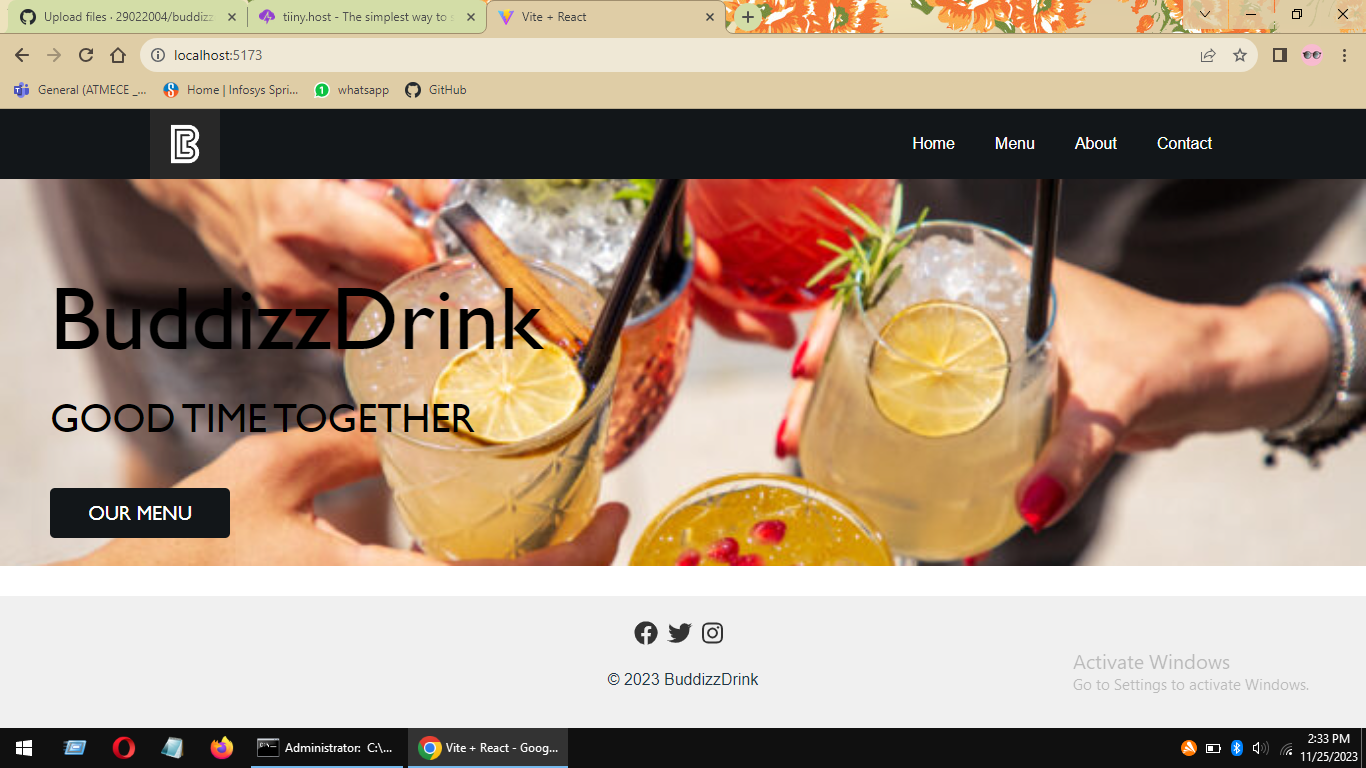 Upload files · 29022004/buddizz
tiiny.host - The simplest way to s
Vite + React
localhost:5173
General (ATMECE _...
Home | Infosys Spri...
1
whatsapp
GitHub
B
Home
Menu
About
Contact
BuddizzDrink
GOOD TIME TOGETHER
OUR MENU
© 2023 BuddizzDrink
Activate Windows
Go to Settings to activate Windows.
Administrator: C:\...
Vite + React - Goog...
2:33 PM
11/25/2023